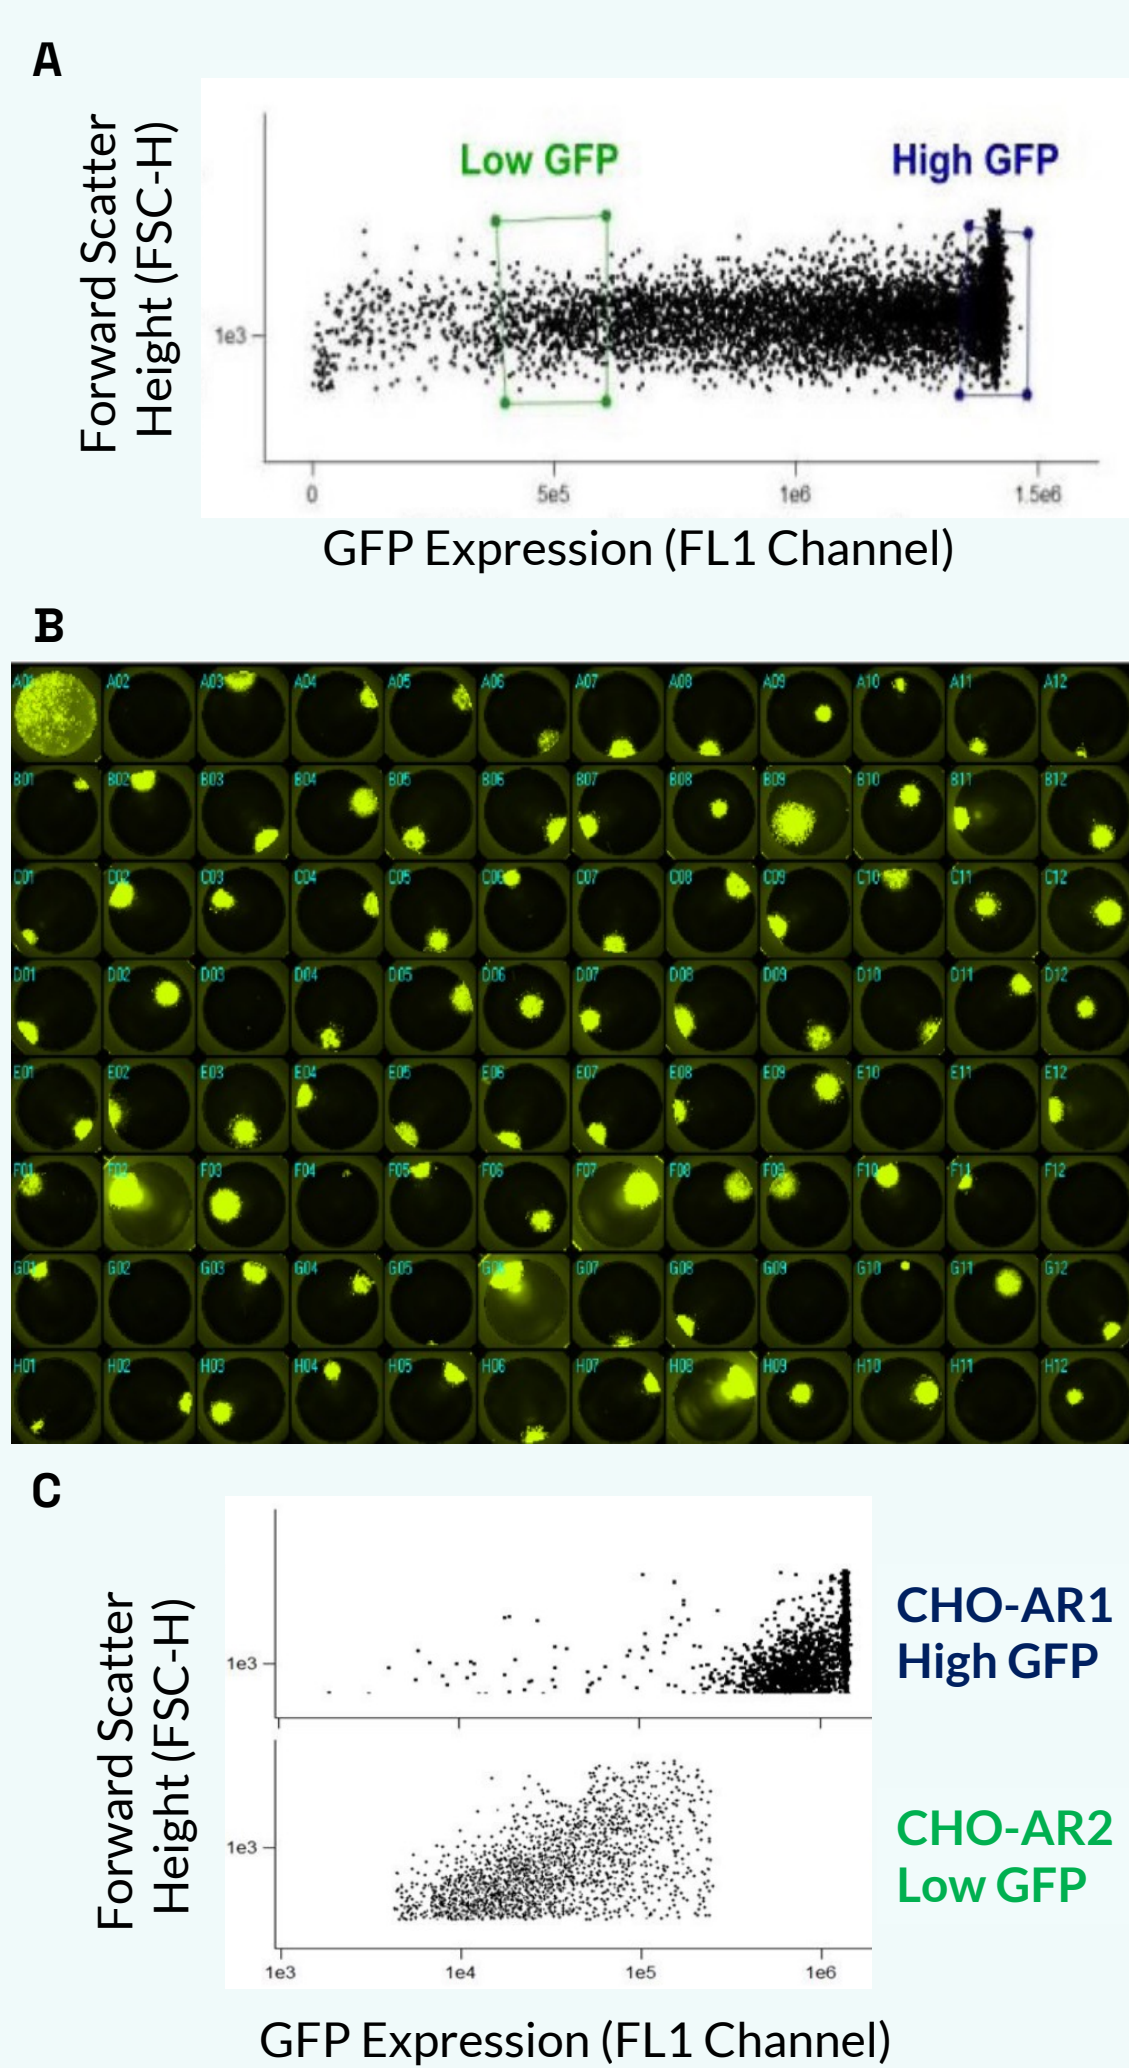 A
Forward Scatter
Height (FSC-H)
Low GFP
High GFP
1e3
0
5e5
1e6
1.5e6
GFP Expression (FL1 Channel)
B
A01 A02 A03 A04 A05 A06 A07 A08 A09 A10 A11 A12
B01 B02 B03 B04 B05 B06 B07 B08 B09 B10 B11 B12
C01 C02 C03 C04 C05 C06 C07 C08 C09 C10 C11 C12
D01 D02 D03 D04 D05 D06 D07 D08 D09 D10 D11 D12
E01 E02 E03 E04 E05 E06 E07 E08 E09 E10 E11 E12
F01 F02 F03 F04 F05 F06 F07 F08 F09 F10 F11 F12
G01 G02 G03 G04 G05 G06 G07 G08 G09 G10 G11 G12
H01 H02 H03 H04 H05 H06 H07 H08 H09 H10 H11 H12
C
Forward Scatter
Height (FSC-H)
1e3
CHO-AR1
High GFP
1e3
CHO-AR2
Low GFP
1e3
1e4
1e5
1e6
GFP Expression (FL1 Channel)